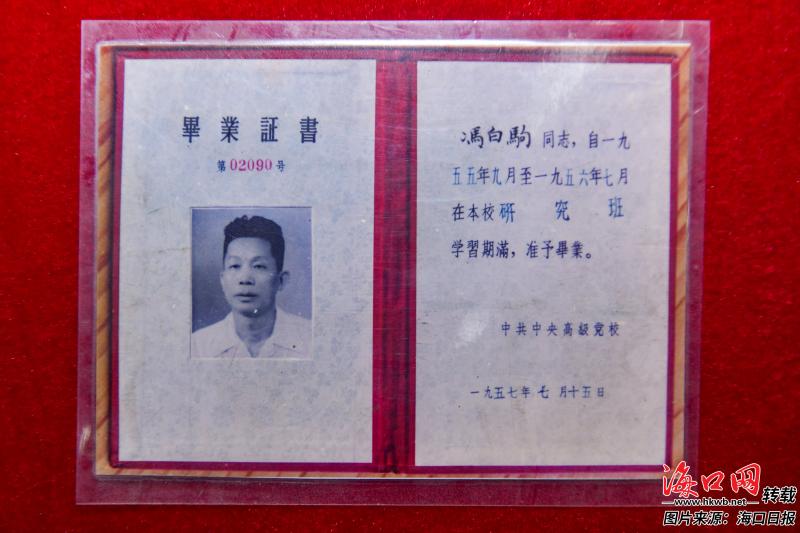 畢業証書
第02090号
馮白駒同志，自一九
五五年九月至一九五六年七月
在本校研究班
学習期滿，准予畢業。
中共中央高級党校
一九五七年七月十五日
海口网
www.hkwb.net
转载
图片来源：海口日报